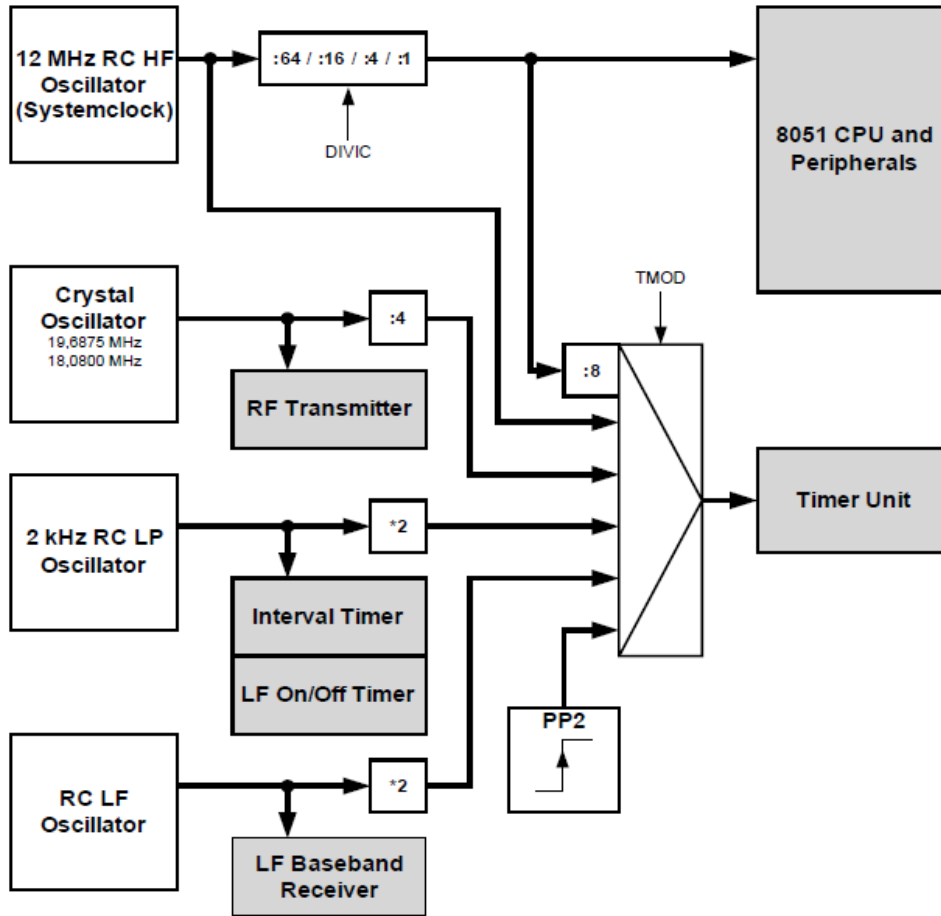 12 MHz RC HF
Oscillator
(Systemclock)
:64 / :16 / :4 / :1
DIVIC
8051 CPU and
Peripherals
Crystal
Oscillator
19,6875 MHz
18,0800 MHz
:4
RF Transmitter
TMOD
:8
2 kHz RC LP
Oscillator
*2
Interval Timer
LF On/Off Timer
Timer Unit
PP2
RC LF
Oscillator
*2
LF Baseband
Receiver